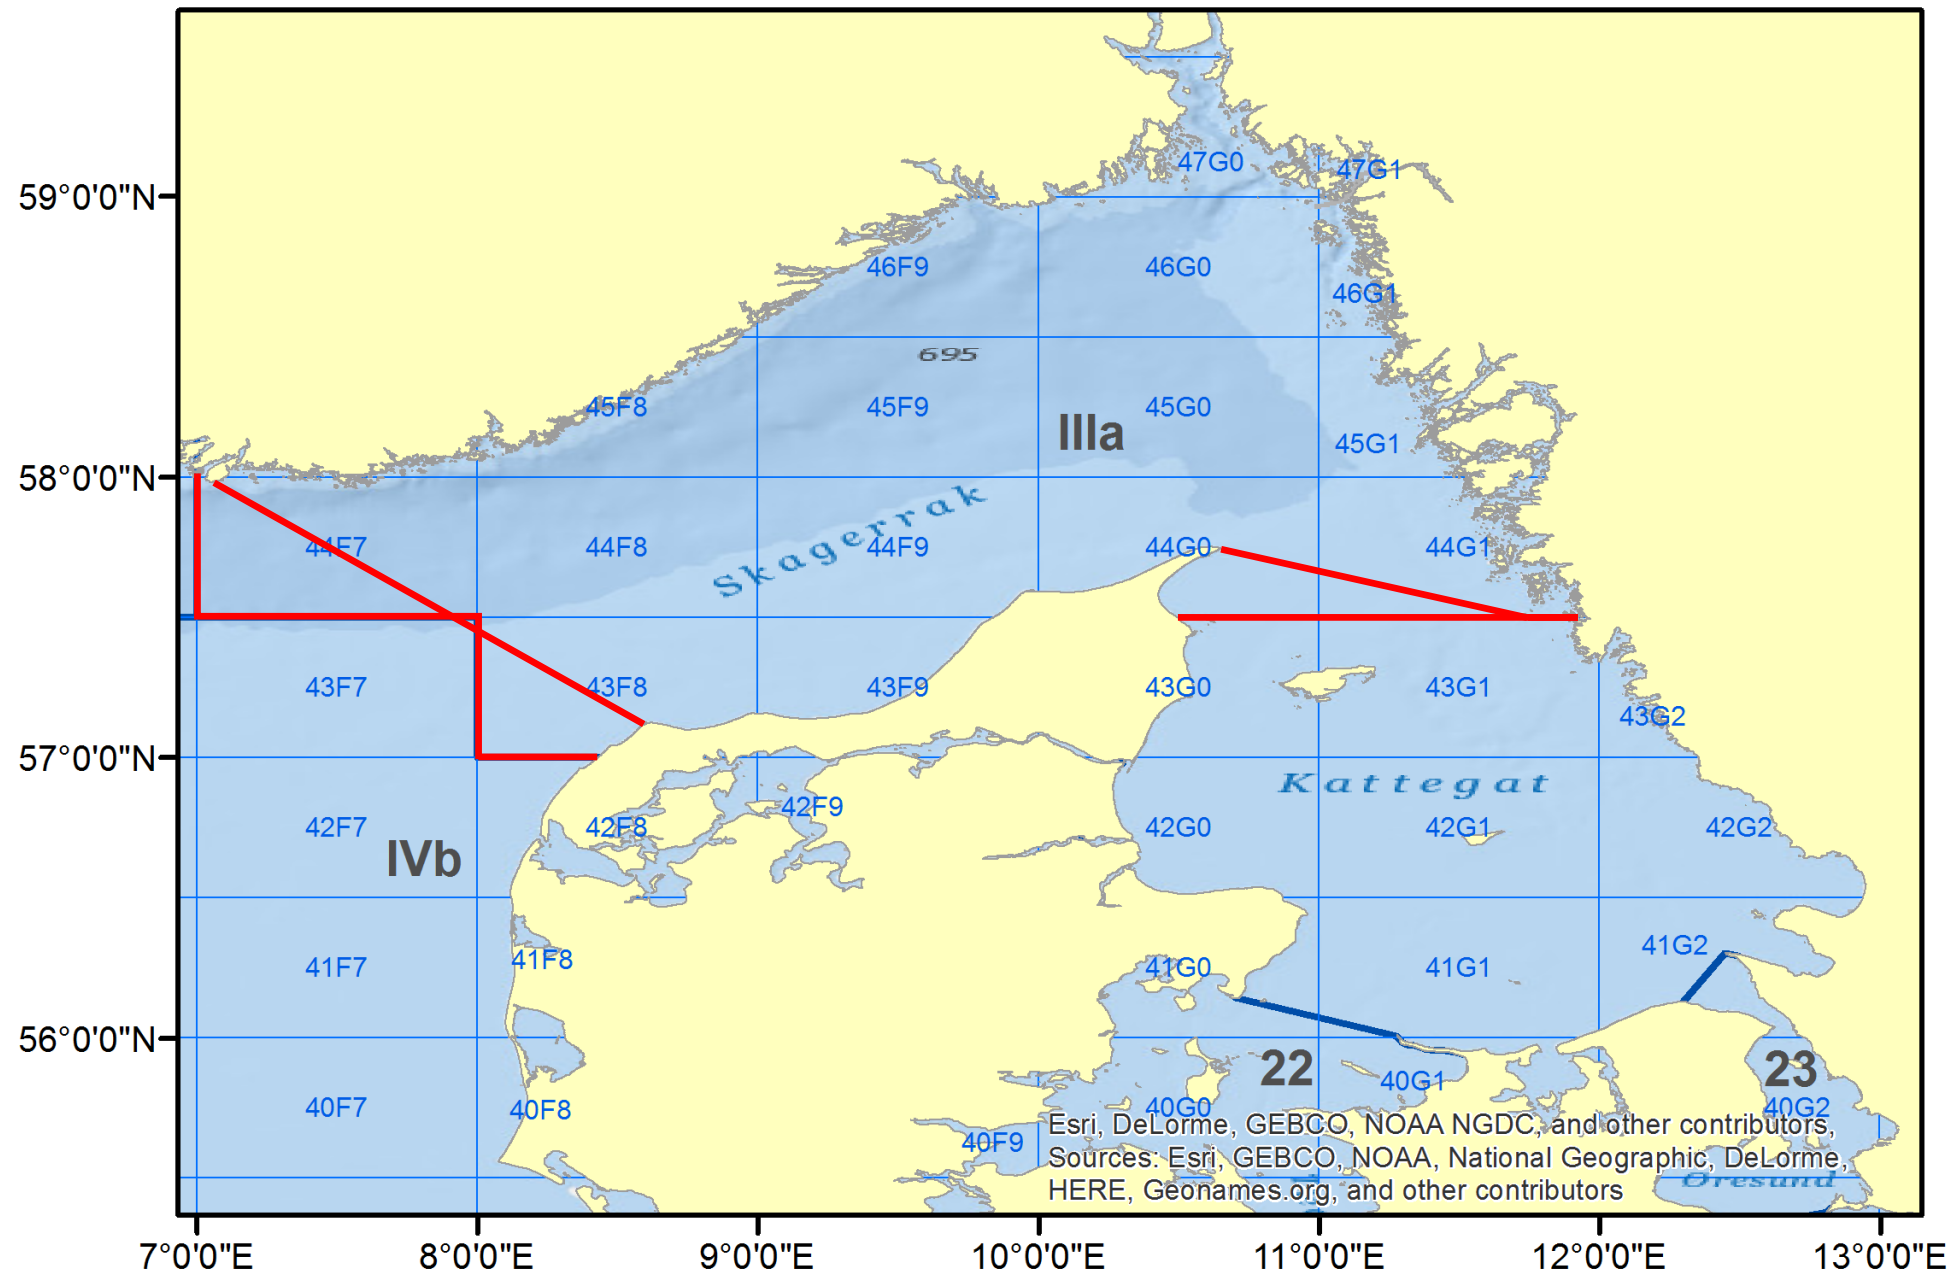 47G0
47G1
59°0'0"N
46F9
46G0
46G1
695
45F8
45F9
45G0
IIIa
45G1
58°0'0"N
Skagerrak
44F7
44F8
44F9
44G0
44G1
43F7
43F8
43F9
43G0
43G1
43G2
57°0'0"N
Kattegat
42F7
42F8
42F9
42G0
42G1
42G2
IVb
41F7
41F8
41G0
41G1
41G2
56°0'0"N
22
23
40F7
40F8
40F9
40G0
40G1
40G2
Esri, DeLorme, GEBCO, NOAA NGDC, and other contributors,
Sources: Esri, GEBCO, NOAA, National Geographic, DeLorme,
HERE, Geonames.org, and other contributors
Øresund
7°0'0"E
8°0'0"E
9°0'0"E
10°0'0"E
11°0'0"E
12°0'0"E
13°0'0"E